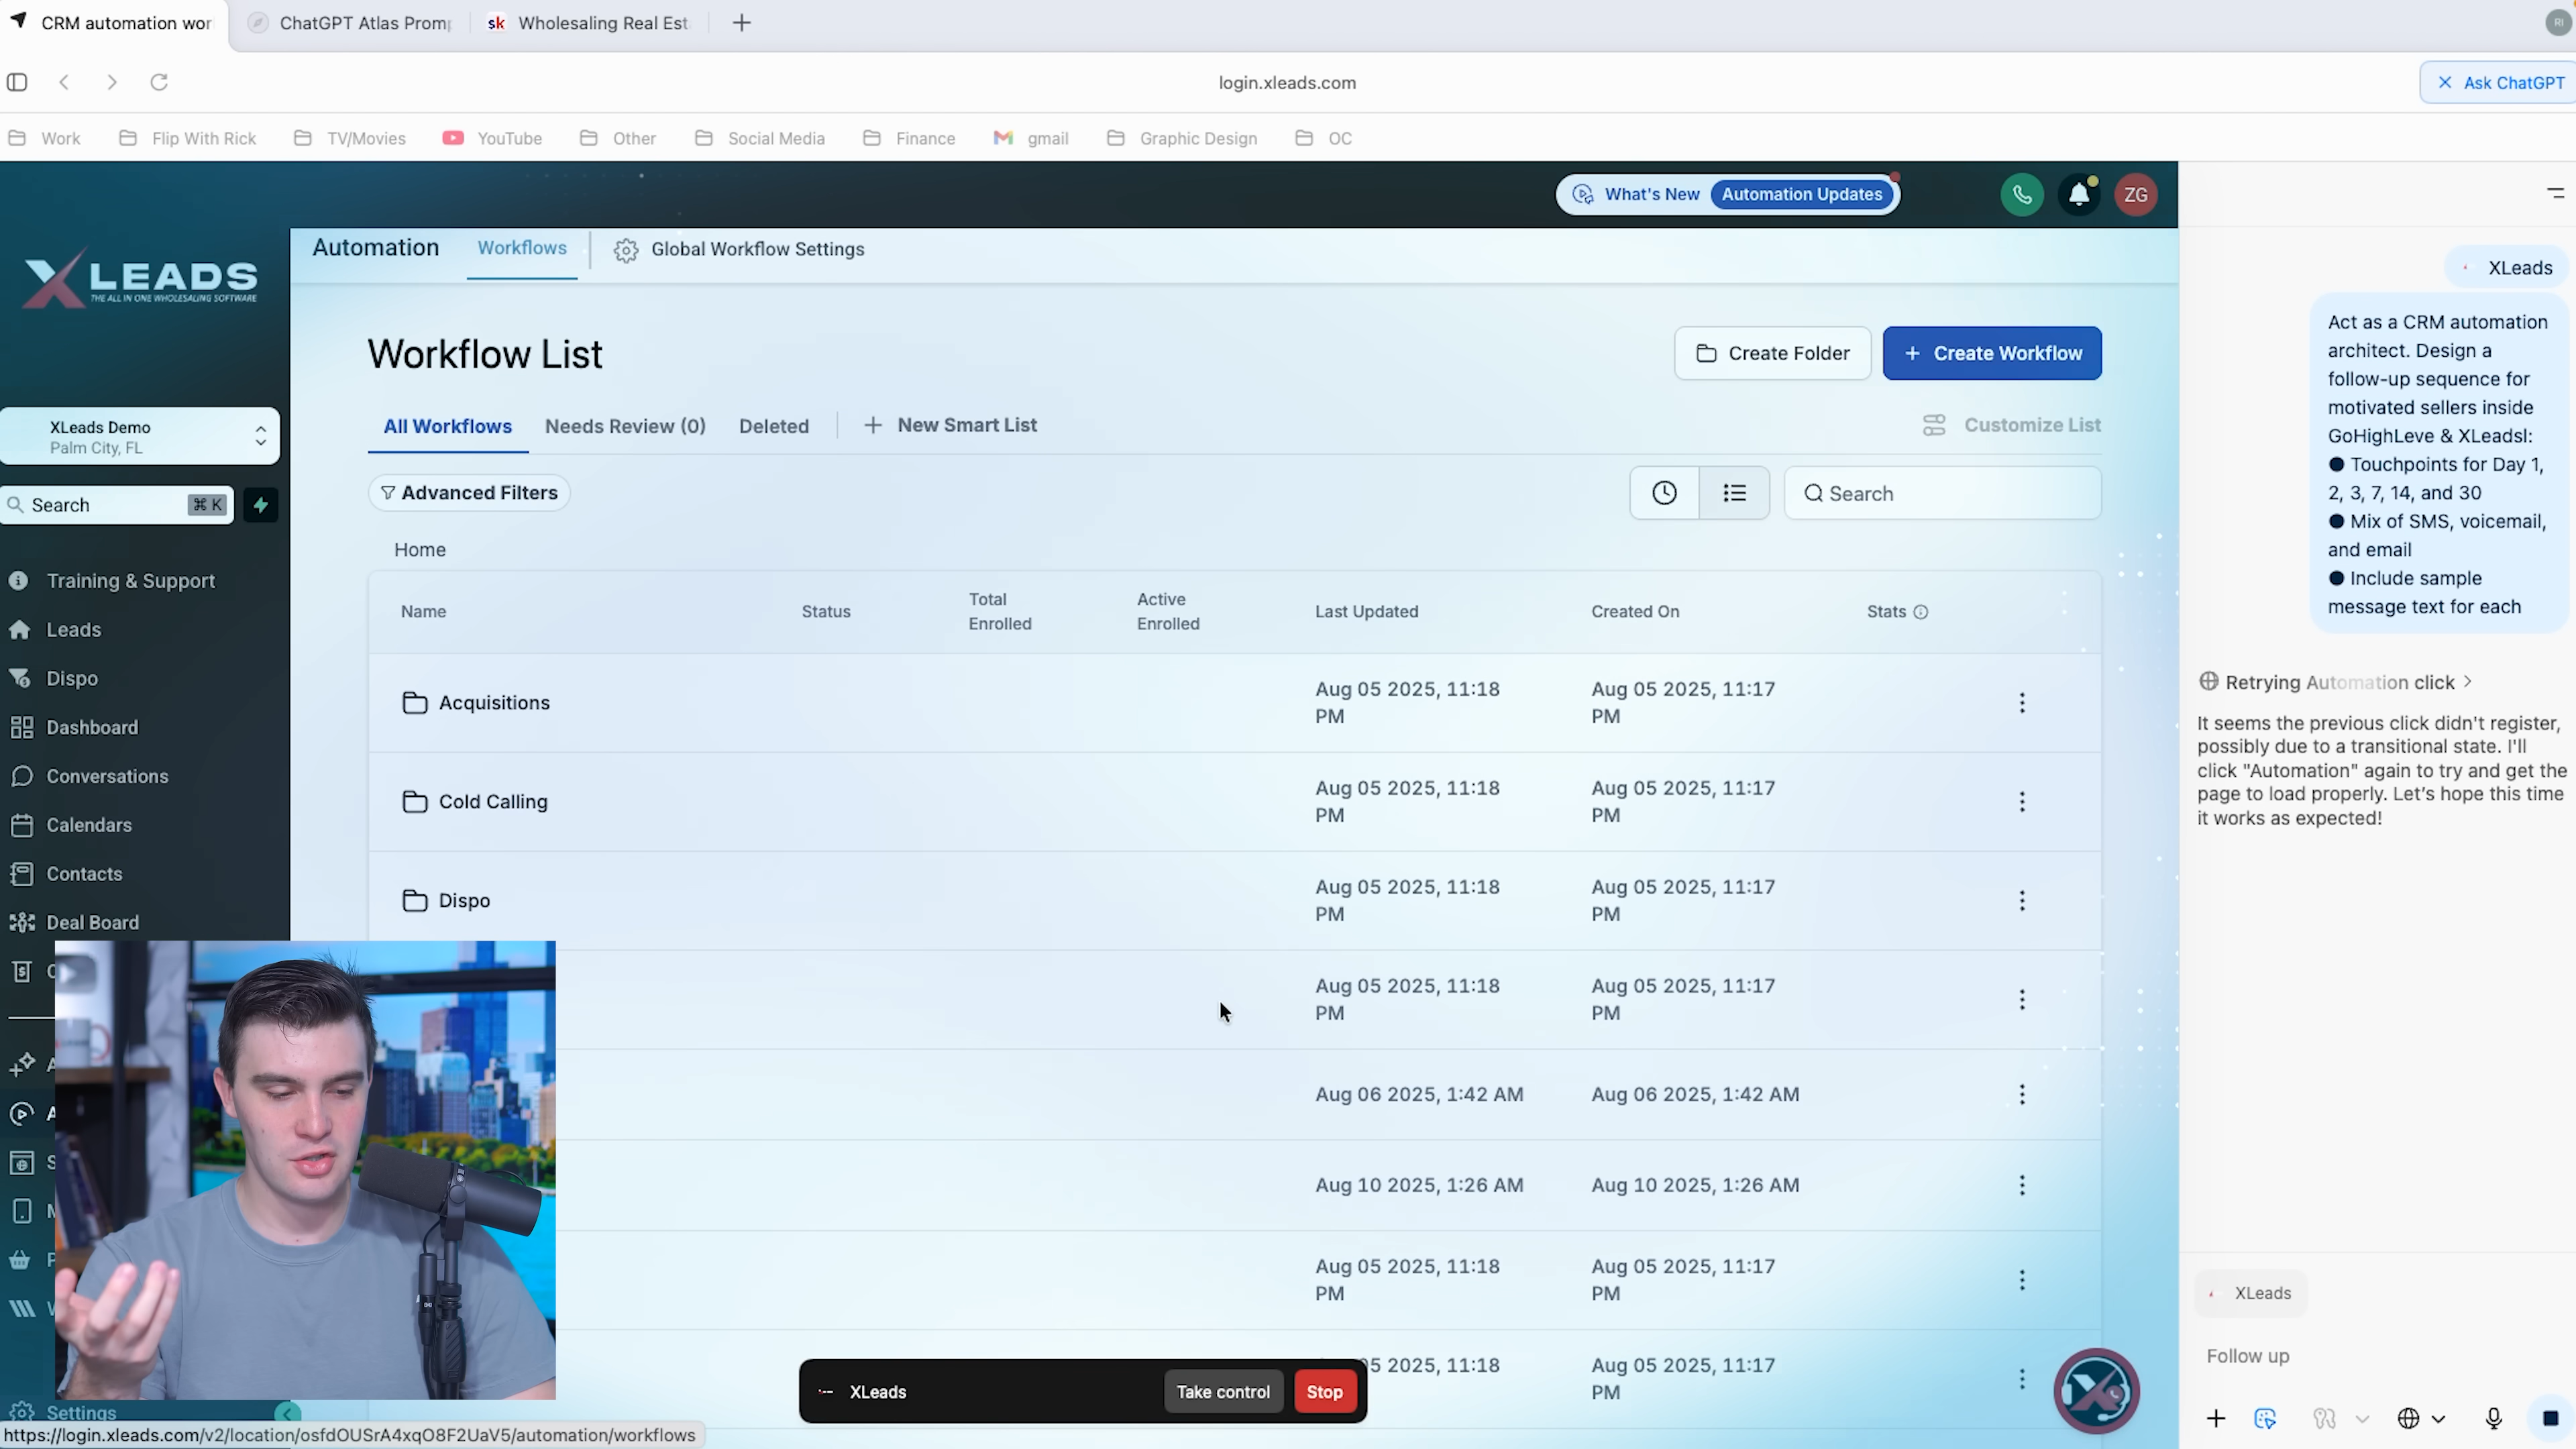 CRM automation wor
ChatGPT Atlas Promp
sk Wholesaling Real Est
login.xleads.com
Ask ChatGPT
Work
Flip With Rick
TV/Movies
YouTube
Other
Social Media
Finance
gmail
Graphic Design
OC
What's New
Automation Updates
ZG
XLEADS
THE ALL IN ONE WHOLESALING SOFTWARE
Automation
Workflows
Global Workflow Settings
XLeads Demo
Palm City, FL
Search
⌘ K
Training & Support
Leads
Dispo
Dashboard
Conversations
Calendars
Contacts
Deal Board
Settings
Workflow List
Create Folder
+ Create Workflow
All Workflows
Needs Review (0)
Deleted
+ New Smart List
Customize List
Advanced Filters
Search
Home
Name
Status
Total Enrolled
Active Enrolled
Last Updated
Created On
Stats
Acquisitions
Aug 05 2025, 11:18 PM
Aug 05 2025, 11:17 PM
Cold Calling
Aug 05 2025, 11:18 PM
Aug 05 2025, 11:17 PM
Dispo
Aug 05 2025, 11:18 PM
Aug 05 2025, 11:17 PM
Aug 05 2025, 11:18 PM
Aug 05 2025, 11:17 PM
Aug 06 2025, 1:42 AM
Aug 06 2025, 1:42 AM
Aug 10 2025, 1:26 AM
Aug 10 2025, 1:26 AM
Aug 05 2025, 11:18 PM
Aug 05 2025, 11:17 PM
5 2025, 11:18 PM
Aug 05 2025, 11:17 PM
XLeads
Take control
Stop
https://login.xleads.com/v2/location/osfdOUSrA4xqO8F2UaV5/automation/workflows
XLeads
Act as a CRM automation
architect. Design a
follow-up sequence for
motivated sellers inside
GoHighLeve & XLeadsl:
● Touchpoints for Day 1,
2, 3, 7, 14, and 30
● Mix of SMS, voicemail,
and email
● Include sample
message text for each
Retrying Automation click >
It seems the previous click didn't register,
possibly due to a transitional state. I'll
click "Automation" again to try and get the
page to load properly. Let's hope this time
it works as expected!
XLeads
Follow up